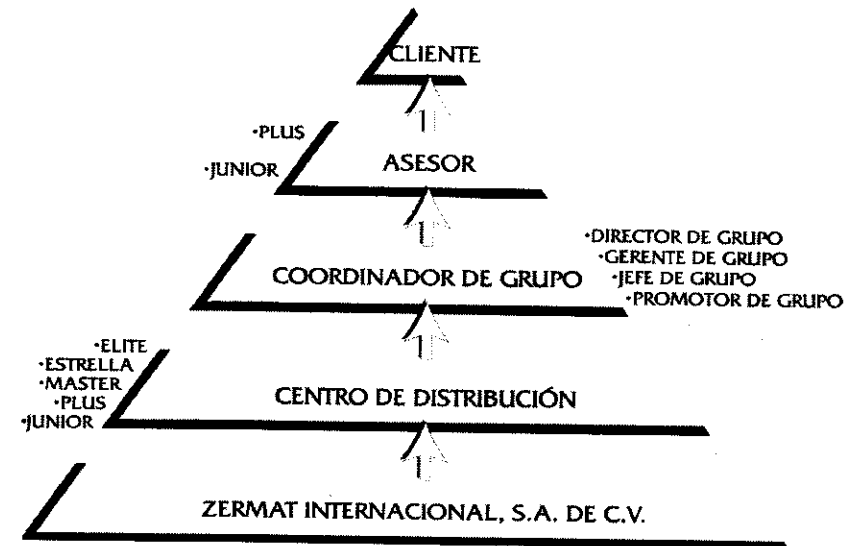 CLIENTE
•PLUS
•JUNIOR
ASESOR
COORDINADOR DE GRUPO
•DIRECTOR DE GRUPO
•GERENTE DE GRUPO
•JEFE DE GRUPO
•PROMOTOR DE GRUPO
•ELITE
•ESTRELLA
•MASTER
•PLUS
•JUNIOR
CENTRO DE DISTRIBUCIÓN
ZERMAT INTERNACIONAL, S.A. DE C.V.